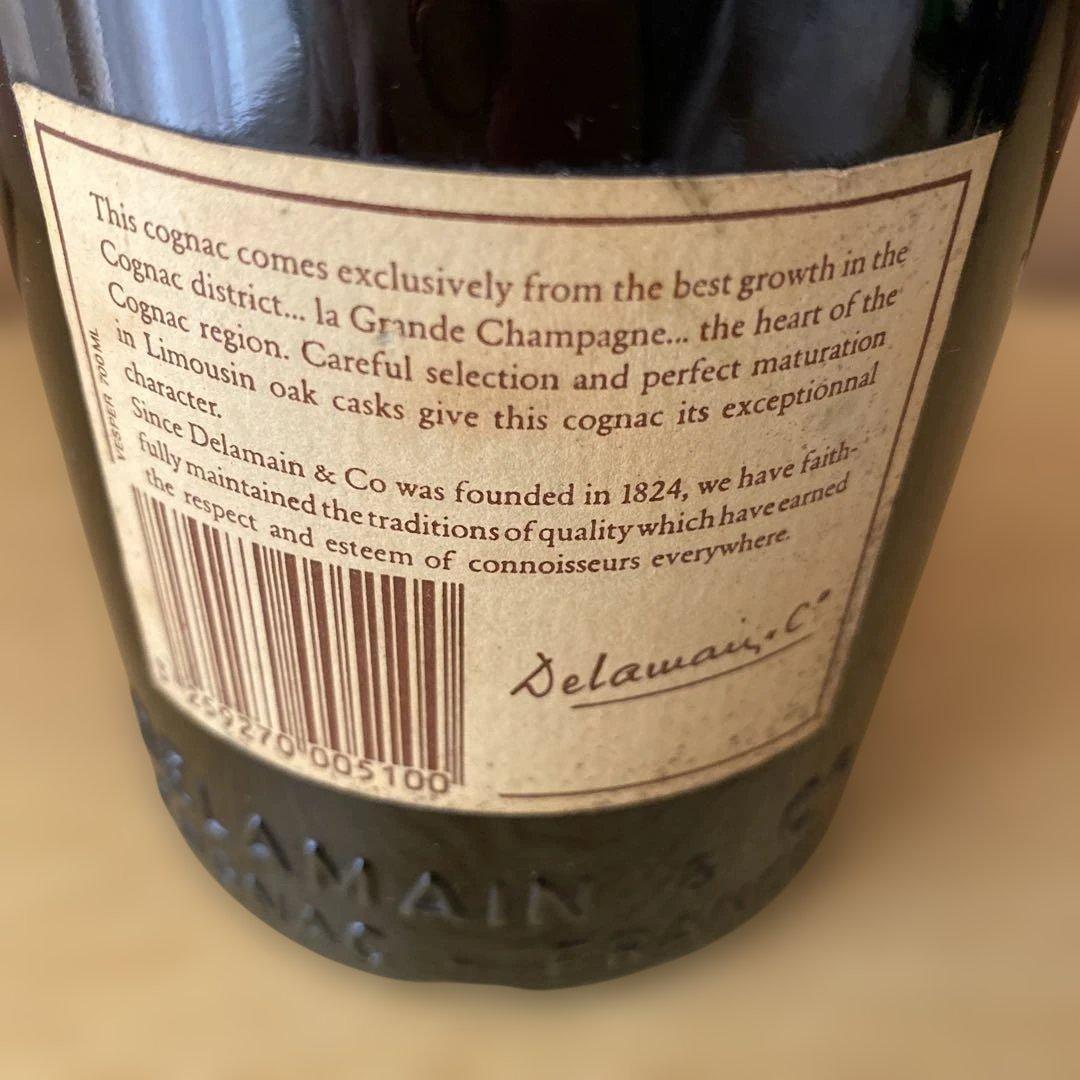 This cognac comes exclusively from the best growth in the
Cognac district... la Grande Champagne... the heart of the
Cognac region. Careful selection and perfect maturation
in Limousin oak casks give this cognac its exceptionnal
character.
Since Delamain & Co was founded in 1824, we have faith-
fully maintained the traditions of quality which have earned
the respect and esteem of connoisseurs everywhere.
VESPER 700 ML
Delamain & C°
259270 005100
DELAMAIN & C°
COGNAC — FRANCE